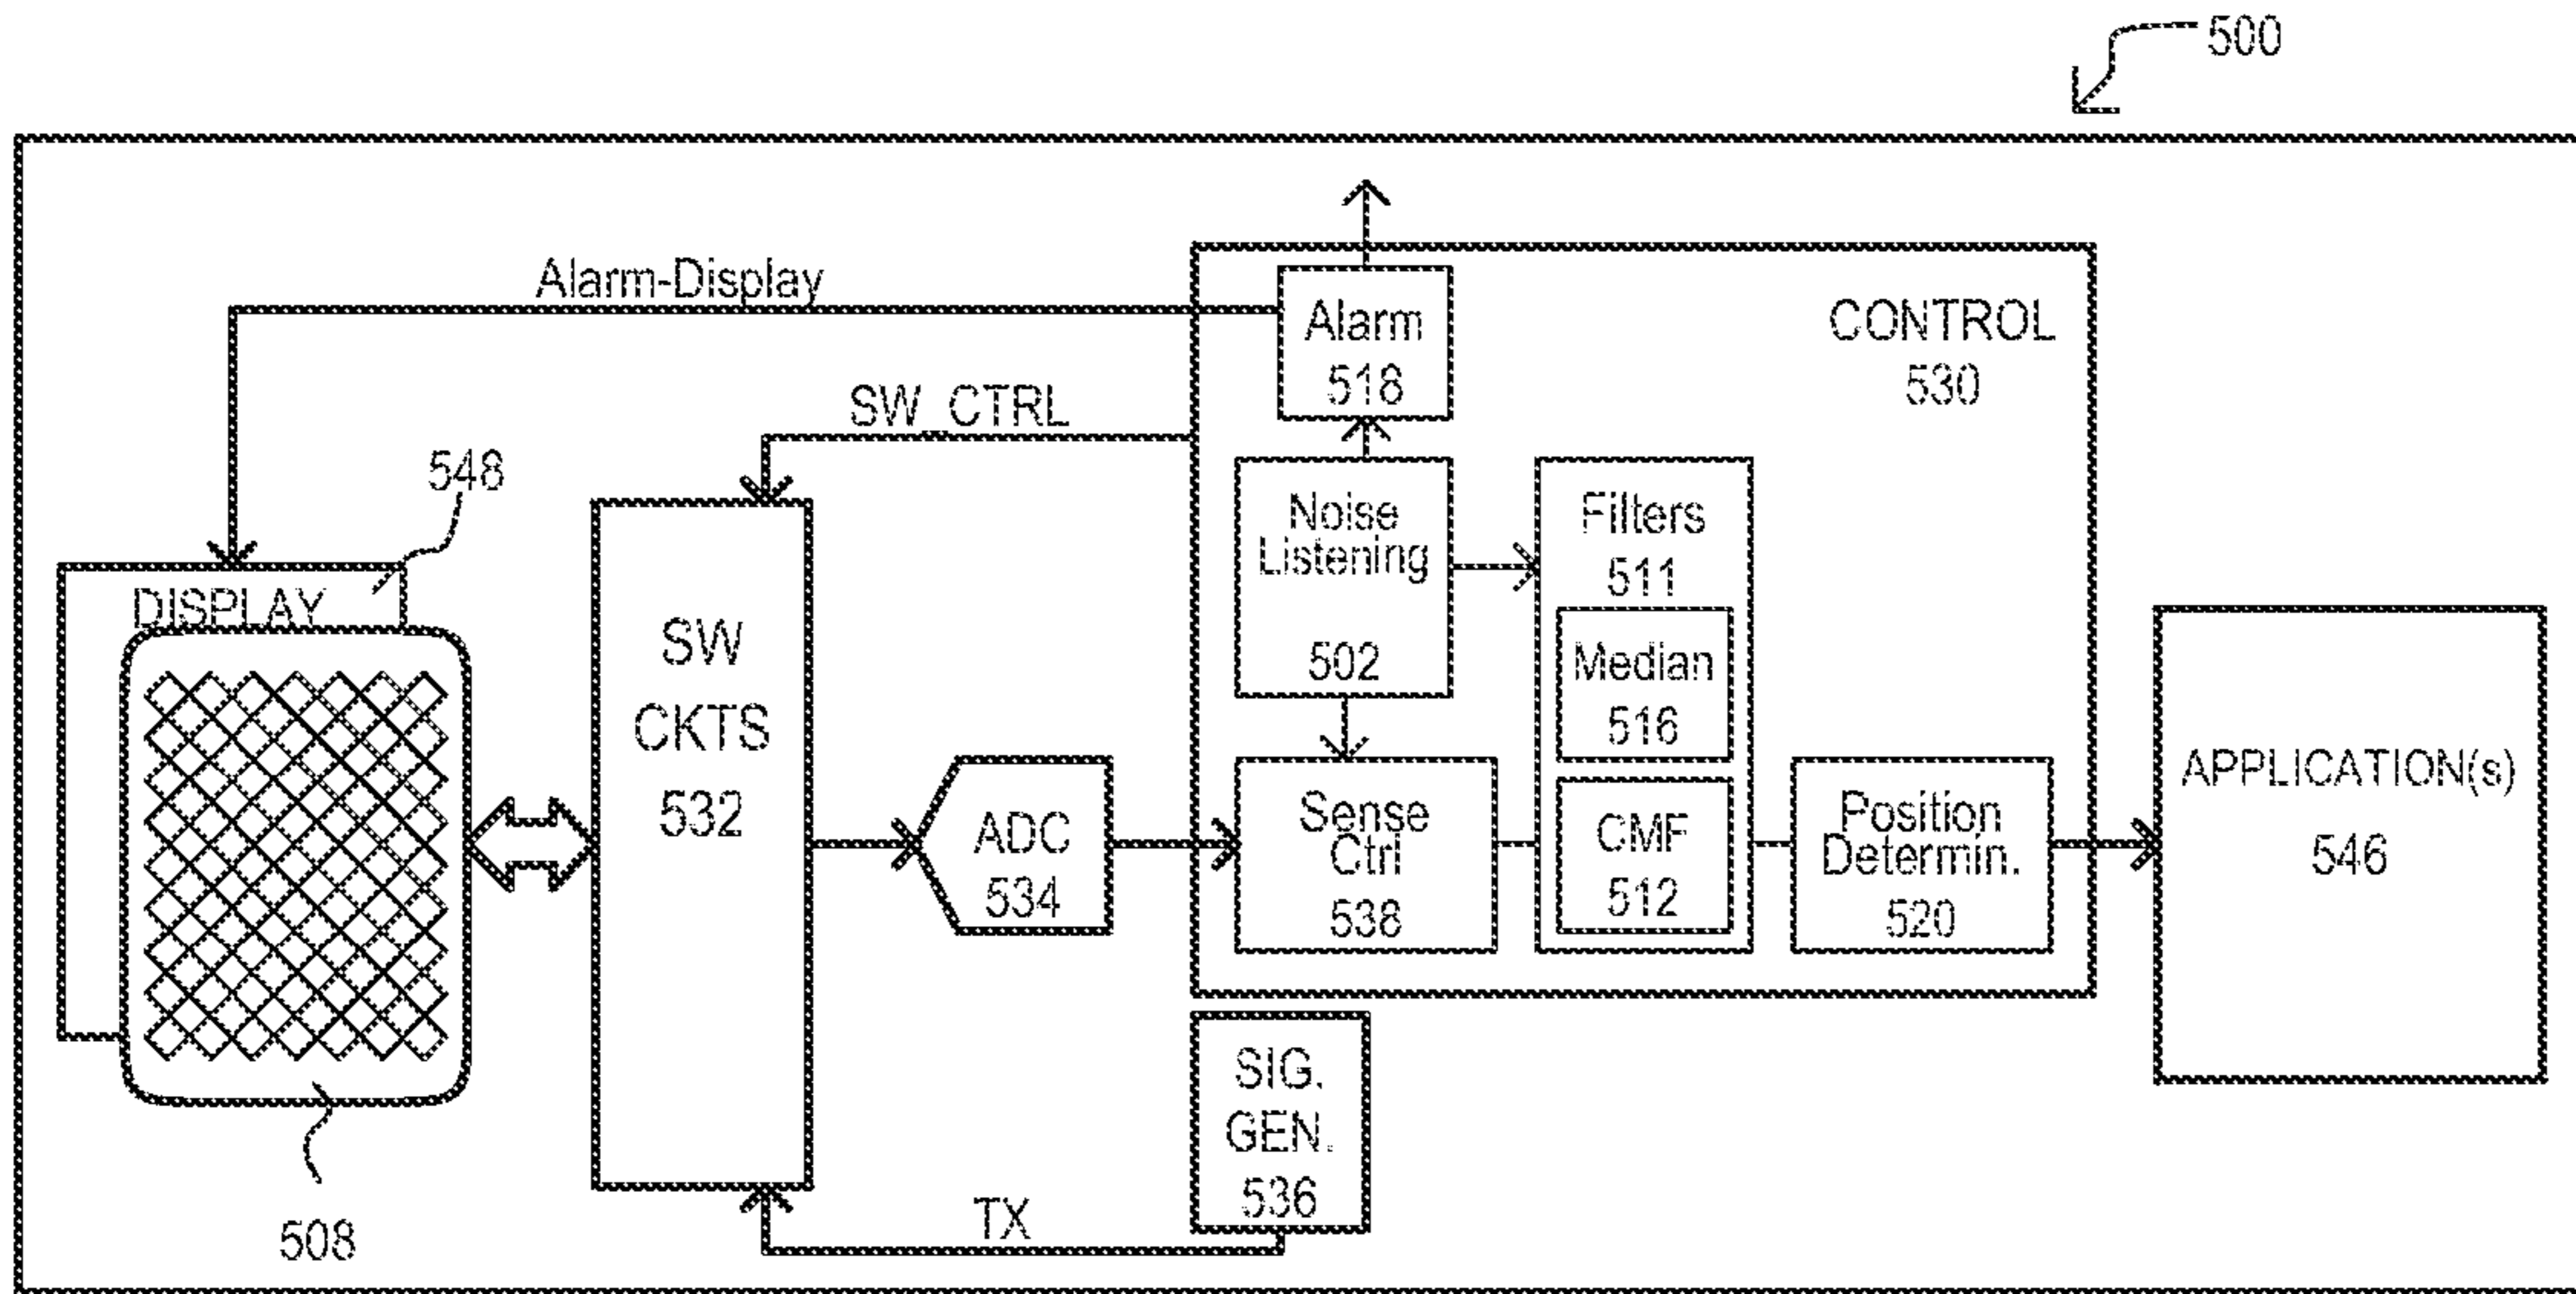 500
Alarm-Display
Alarm
518
CONTROL
530
SW_CTRL
548
DISPLAY
Noise
Listening
502
Filters
511
Median
516
CMF
512
SW
CKTS
532
ADC
534
Sense
Ctrl
538
Position
Determin.
520
APPLICATION(s)
546
SIG.
GEN.
536
TX
508